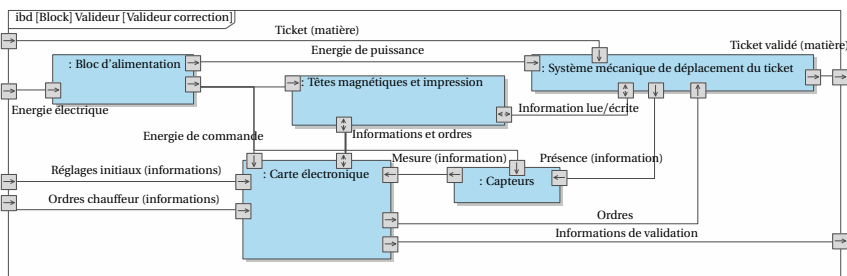 ibd [Block] Valideur [Valideur correction]
Ticket (matière)
Energie de puissance
Ticket validé (matière)
: Bloc d'alimentation
: Système mécanique de déplacement du ticket
: Têtes magnétiques et impression
Energie électrique
Information lue/écrite
Energie de commande
Informations et ordres
Mesure (information)
Présence (information)
Réglages initiaux (informations)
: Carte électronique
: Capteurs
Ordres chauffeur (informations)
Ordres
Informations de validation